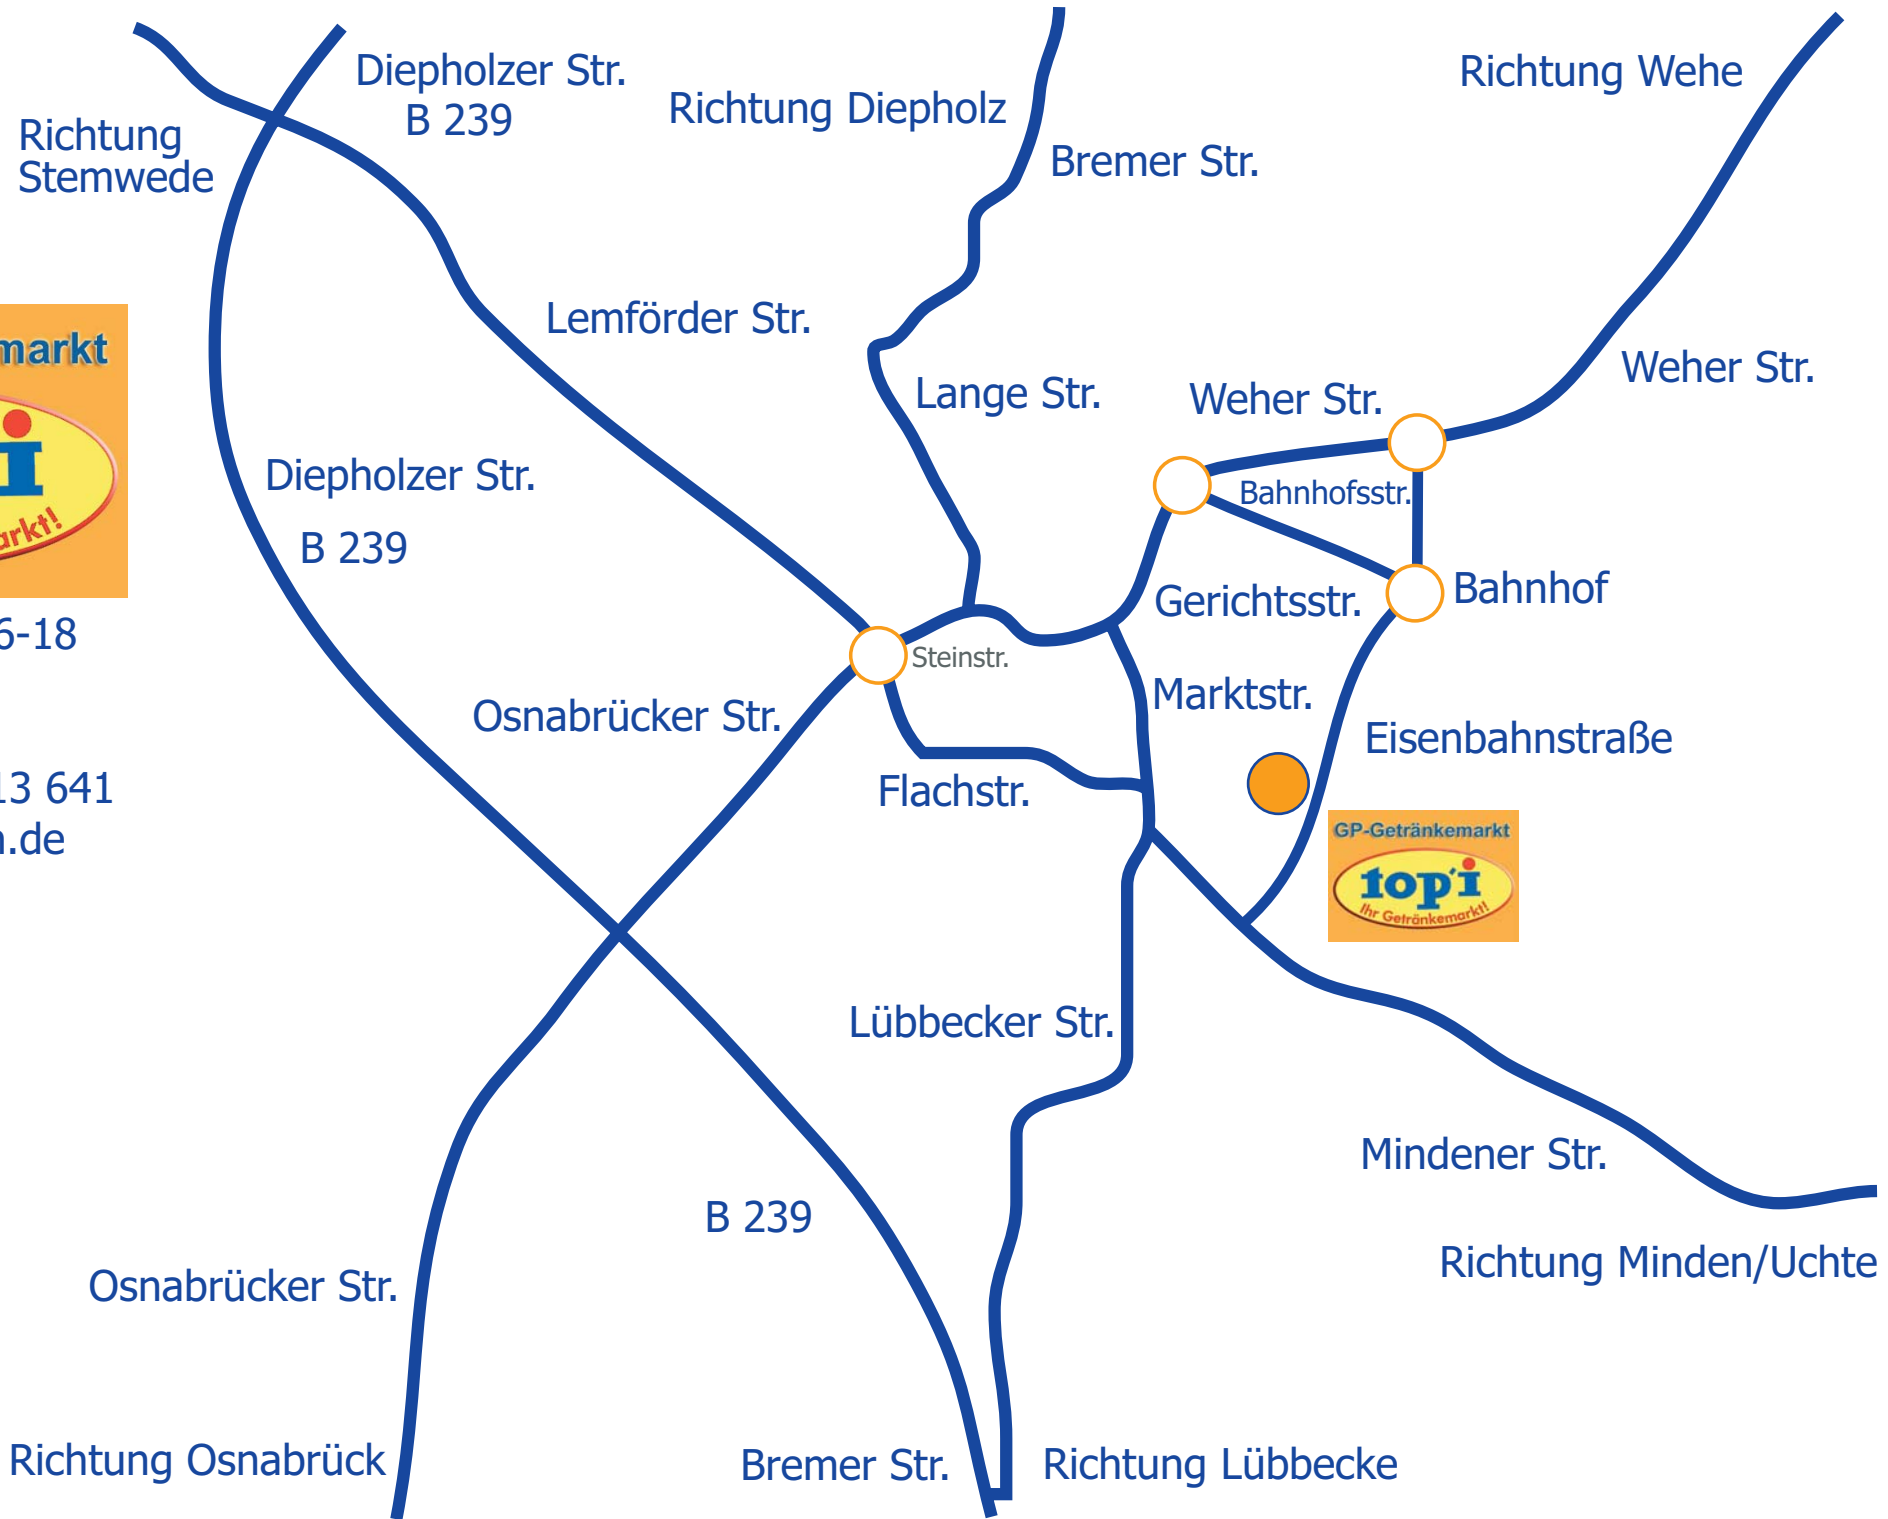 Diepholzer Str.
B 239
Richtung Diepholz
Richtung Wehe
Richtung
Stemwede
Bremer Str.
Lemförder Str.
markt
i
Weher Str.
Lange Str.
Weher Str.
Diepholzer Str.
Bahnhofsstr.
arkt!
B 239
Bahnhof
Gerichtsstr.
6-18
Steinstr.
Marktstr.
Osnabrücker Str.
Eisenbahnstraße
13 641
Flachstr.
n.de
GP-Getränkemarkt
top'i
Ihr Getränkemarkt!
Lübbecker Str.
Mindener Str.
B 239
Richtung Minden/Uchte
Osnabrücker Str.
Richtung Osnabrück
Bremer Str.
Richtung Lübbecke